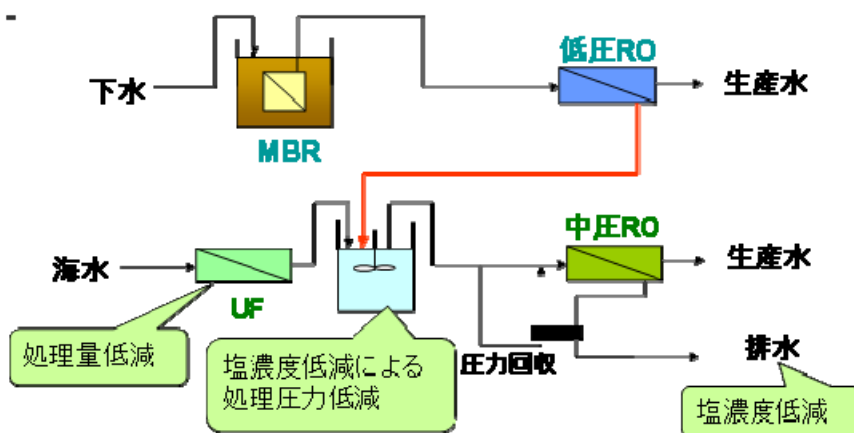 低圧RO
下水
生産水
MBR
中圧RO
海水
生産水
UF
処理量低減
塩濃度低減による
処理圧力低減
圧力回収
排水
塩濃度低減